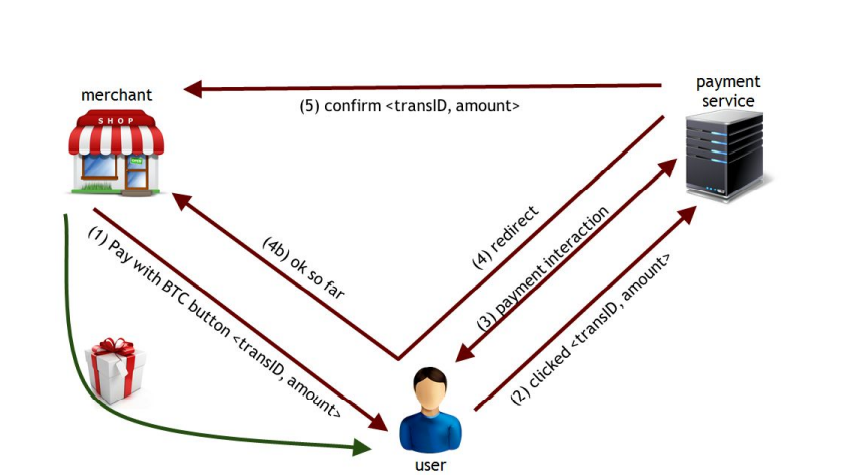 payment
service
merchant
(5) confirm <transID, amount>
SHOP
(4) redirect
(4b) ok so far
(3) payment interaction
(1) Pay with BTC button <transID, amount>
(2) clicked <transID, amount>
user